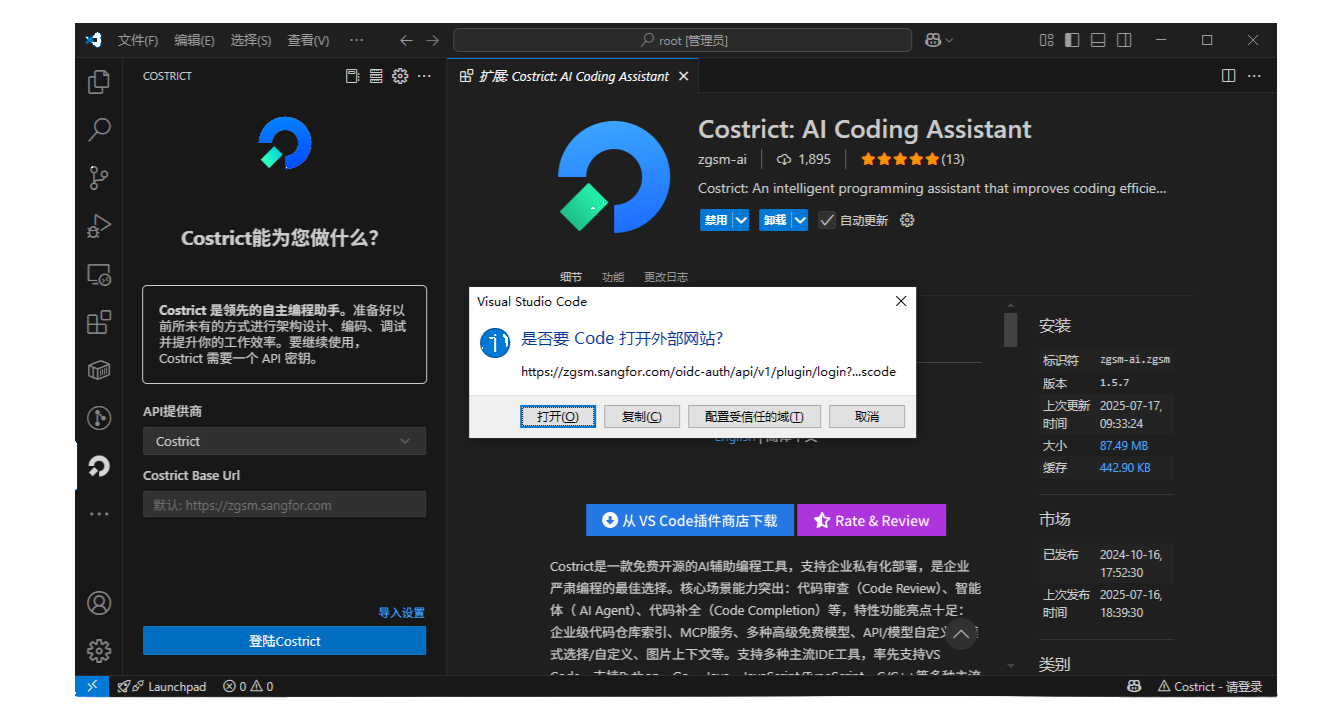 文件(F) 编辑(E) 选择(S) 查看(V) ··· root [管理员]
COSTRICT
扩展: Costrict: AI Coding Assistant
Costrict能为您做什么?
Costrict 是领先的自主编程助手。准备好以
前所未有的方式进行架构设计、编码、调试
并提升你的工作效率。要继续使用，
Costrict 需要一个 API 密钥。
API提供商
Costrict
Costrict Base Url
默认: https://zgsm.sangfor.com
导入设置
登陆Costrict
Costrict: AI Coding Assistant
zgsm-ai 1,895 (13)
Costrict: An intelligent programming assistant that improves coding efficie...
禁用 卸载 自动更新
细节 功能 更改日志
Visual Studio Code
是否要 Code 打开外部网站?
https://zgsm.sangfor.com/oidc-auth/api/v1/plugin/login?...scode
打开(O) 复制(C) 配置受信任的域(T) 取消
English | 简体中文
从 VS Code插件商店下载 Rate & Review
Costrict是一款免费开源的AI辅助编程工具，支持企业私有化部署，是企业
严肃编程的最佳选择。核心场景能力突出：代码审查（Code Review）、智能
体（ AI Agent）、代码补全（Code Completion）等，特性功能亮点十足：
企业级代码仓库索引、MCP服务、多种高级免费模型、API/模型自定义
式选择/自定义、图片上下文等。支持多种主流IDE工具，率先支持VS
安装
标识符 zgsm-ai.zgsm
版本 1.5.7
上次更新 2025-07-17,
时间 09:33:24
大小 87.49 MB
缓存 442.90 KB
市场
已发布 2024-10-16,
17:52:30
上次发布 2025-07-16,
时间 18:39:30
类别
Launchpad 0 0 Costrict - 请登录